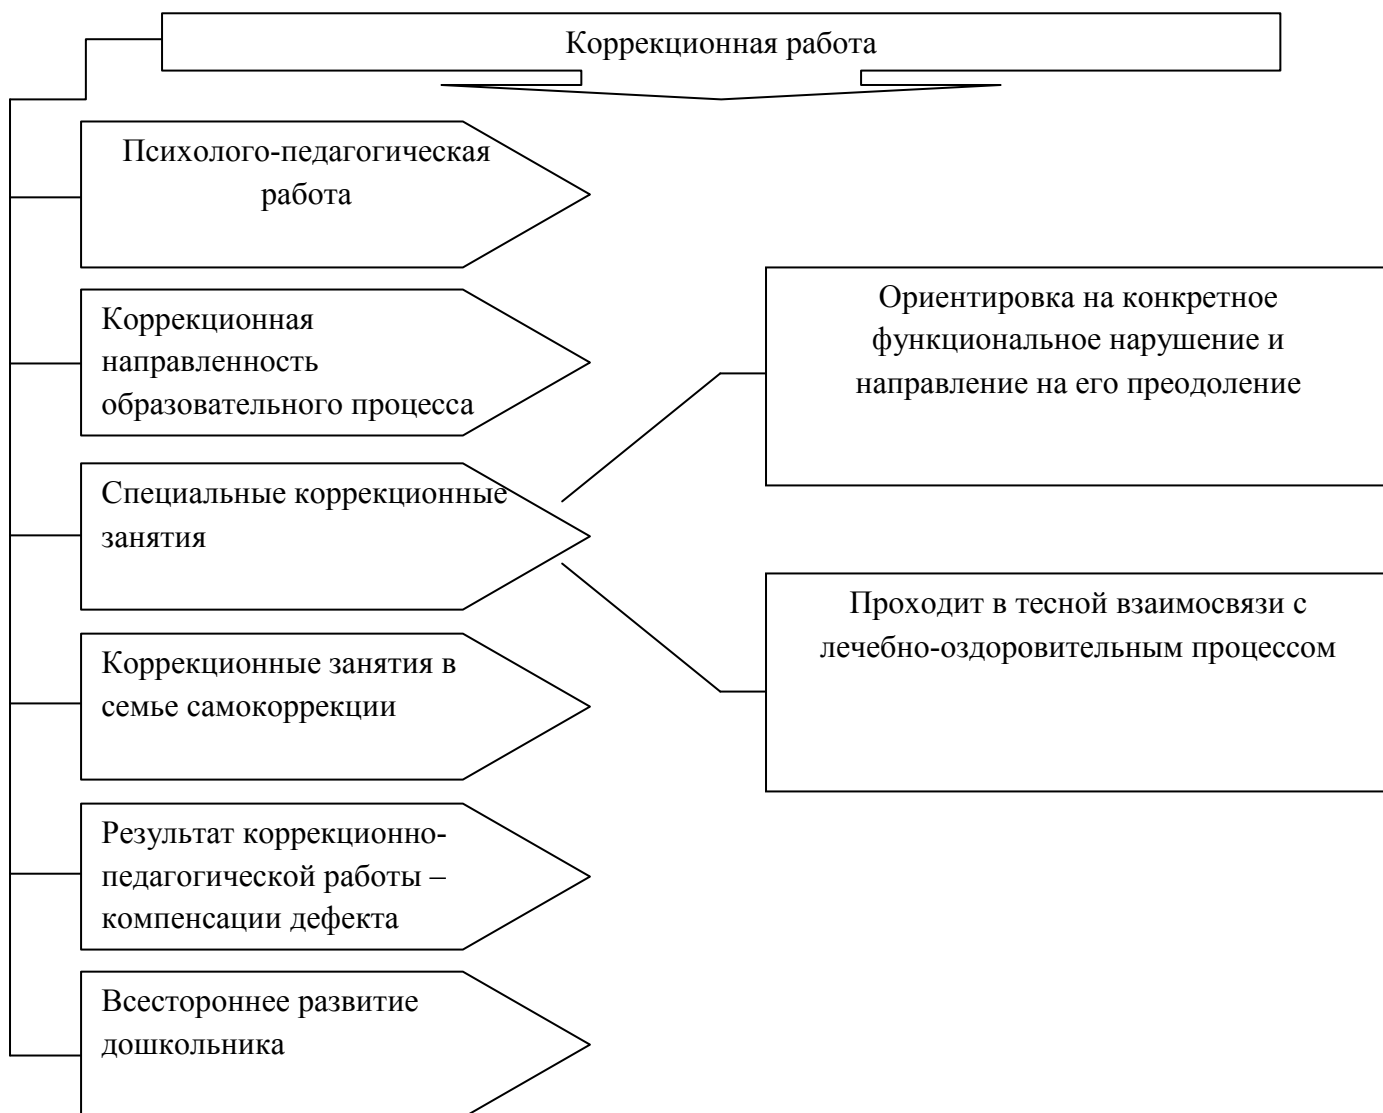 Коррекционная работа
Психолого-педагогическая
работа
Коррекционная
направленность
образовательного процесса
Специальные коррекционные
занятия
Коррекционные занятия в
семье самокоррекции
Результат коррекционно-
педагогической работы –
компенсации дефекта
Всестороннее развитие
дошкольника
Ориентировка на конкретное
функциональное нарушение и
направление на его преодоление
Проходит в тесной взаимосвязи с
лечебно-оздоровительным процессом